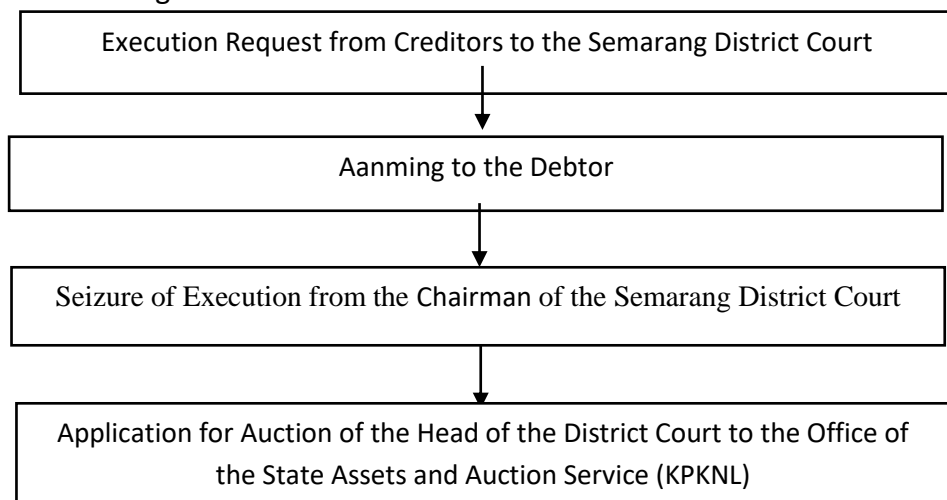 Execution Request from Creditors to the Semarang District Court
Aanming to the Debtor
Seizure of Execution from the Chairman of the Semarang District Court
Application for Auction of the Head of the District Court to the Office of
the State Assets and Auction Service (KPKNL)